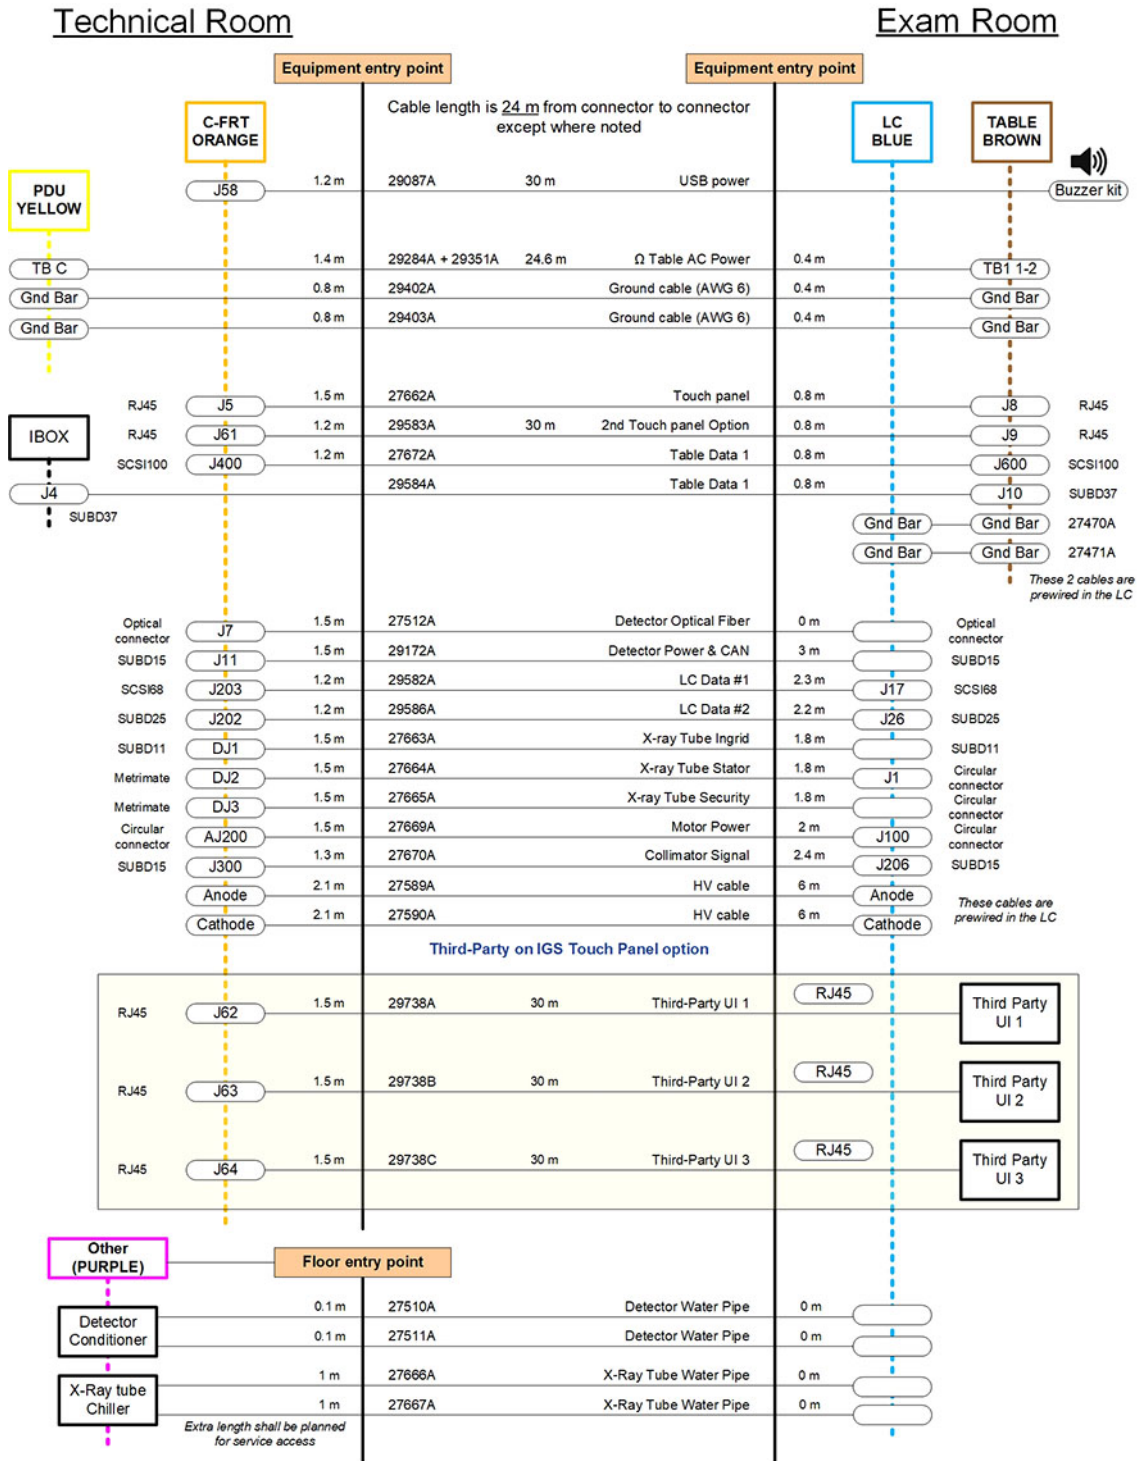 Technical Room
Exam Room
Equipment entry point
Equipment entry point
Cable length is 24 m from connector to connector
except where noted
C-FRT
ORANGE
LC
BLUE
TABLE
BROWN
PDU
YELLOW
J58 1.2 m 29087A 30 m USB power Buzzer kit
TB C 1.4 m 29284A + 29351A 24.6 m Ω Table AC Power 0.4 m TB1 1-2
Gnd Bar 0.8 m 29402A Ground cable (AWG 6) 0.4 m Gnd Bar
Gnd Bar 0.8 m 29403A Ground cable (AWG 6) 0.4 m Gnd Bar
RJ45 J5 1.5 m 27662A Touch panel 0.8 m J8 RJ45
IBOX
RJ45 J61 1.2 m 29583A 30 m 2nd Touch panel Option 0.8 m J9 RJ45
SCSI100 J400 1.2 m 27672A Table Data 1 0.8 m J600 SCSI100
J4 29584A Table Data 1 0.8 m J10 SUBD37
SUBD37
Gnd Bar Gnd Bar 27470A
Gnd Bar Gnd Bar 27471A
These 2 cables are
prewired in the LC
Optical
connector J7 1.5 m 27512A Detector Optical Fiber 0 m Optical
connector
SUBD15 J11 1.5 m 29172A Detector Power & CAN 3 m SUBD15
SCSI68 J203 1.2 m 29582A LC Data #1 2.3 m J17 SCSI68
SUBD25 J202 1.2 m 29586A LC Data #2 2.2 m J26 SUBD25
SUBD11 DJ1 1.5 m 27663A X-ray Tube Ingrid 1.8 m SUBD11
Metrimate DJ2 1.5 m 27664A X-ray Tube Stator 1.8 m J1 Circular
connector
Metrimate DJ3 1.5 m 27665A X-ray Tube Security 1.8 m Circular
connector
Circular
connector AJ200 1.5 m 27669A Motor Power 2 m J100 Circular
connector
SUBD15 J300 1.3 m 27670A Collimator Signal 2.4 m J206 SUBD15
Anode 2.1 m 27589A HV cable 6 m Anode
Cathode 2.1 m 27590A HV cable 6 m Cathode
These cables are
prewired in the LC
Third-Party on IGS Touch Panel option
RJ45 J62 1.5 m 29738A 30 m Third-Party UI 1 RJ45 Third Party
UI 1
RJ45 J63 1.5 m 29738B 30 m Third-Party UI 2 RJ45 Third Party
UI 2
RJ45 J64 1.5 m 29738C 30 m Third-Party UI 3 RJ45 Third Party
UI 3
Other
(PURPLE)
Floor entry point
Detector
Conditioner
0.1 m 27510A Detector Water Pipe 0 m
0.1 m 27511A Detector Water Pipe 0 m
X-Ray tube
Chiller
1 m 27666A X-Ray Tube Water Pipe 0 m
1 m 27667A X-Ray Tube Water Pipe 0 m
Extra length shall be planned
for service access